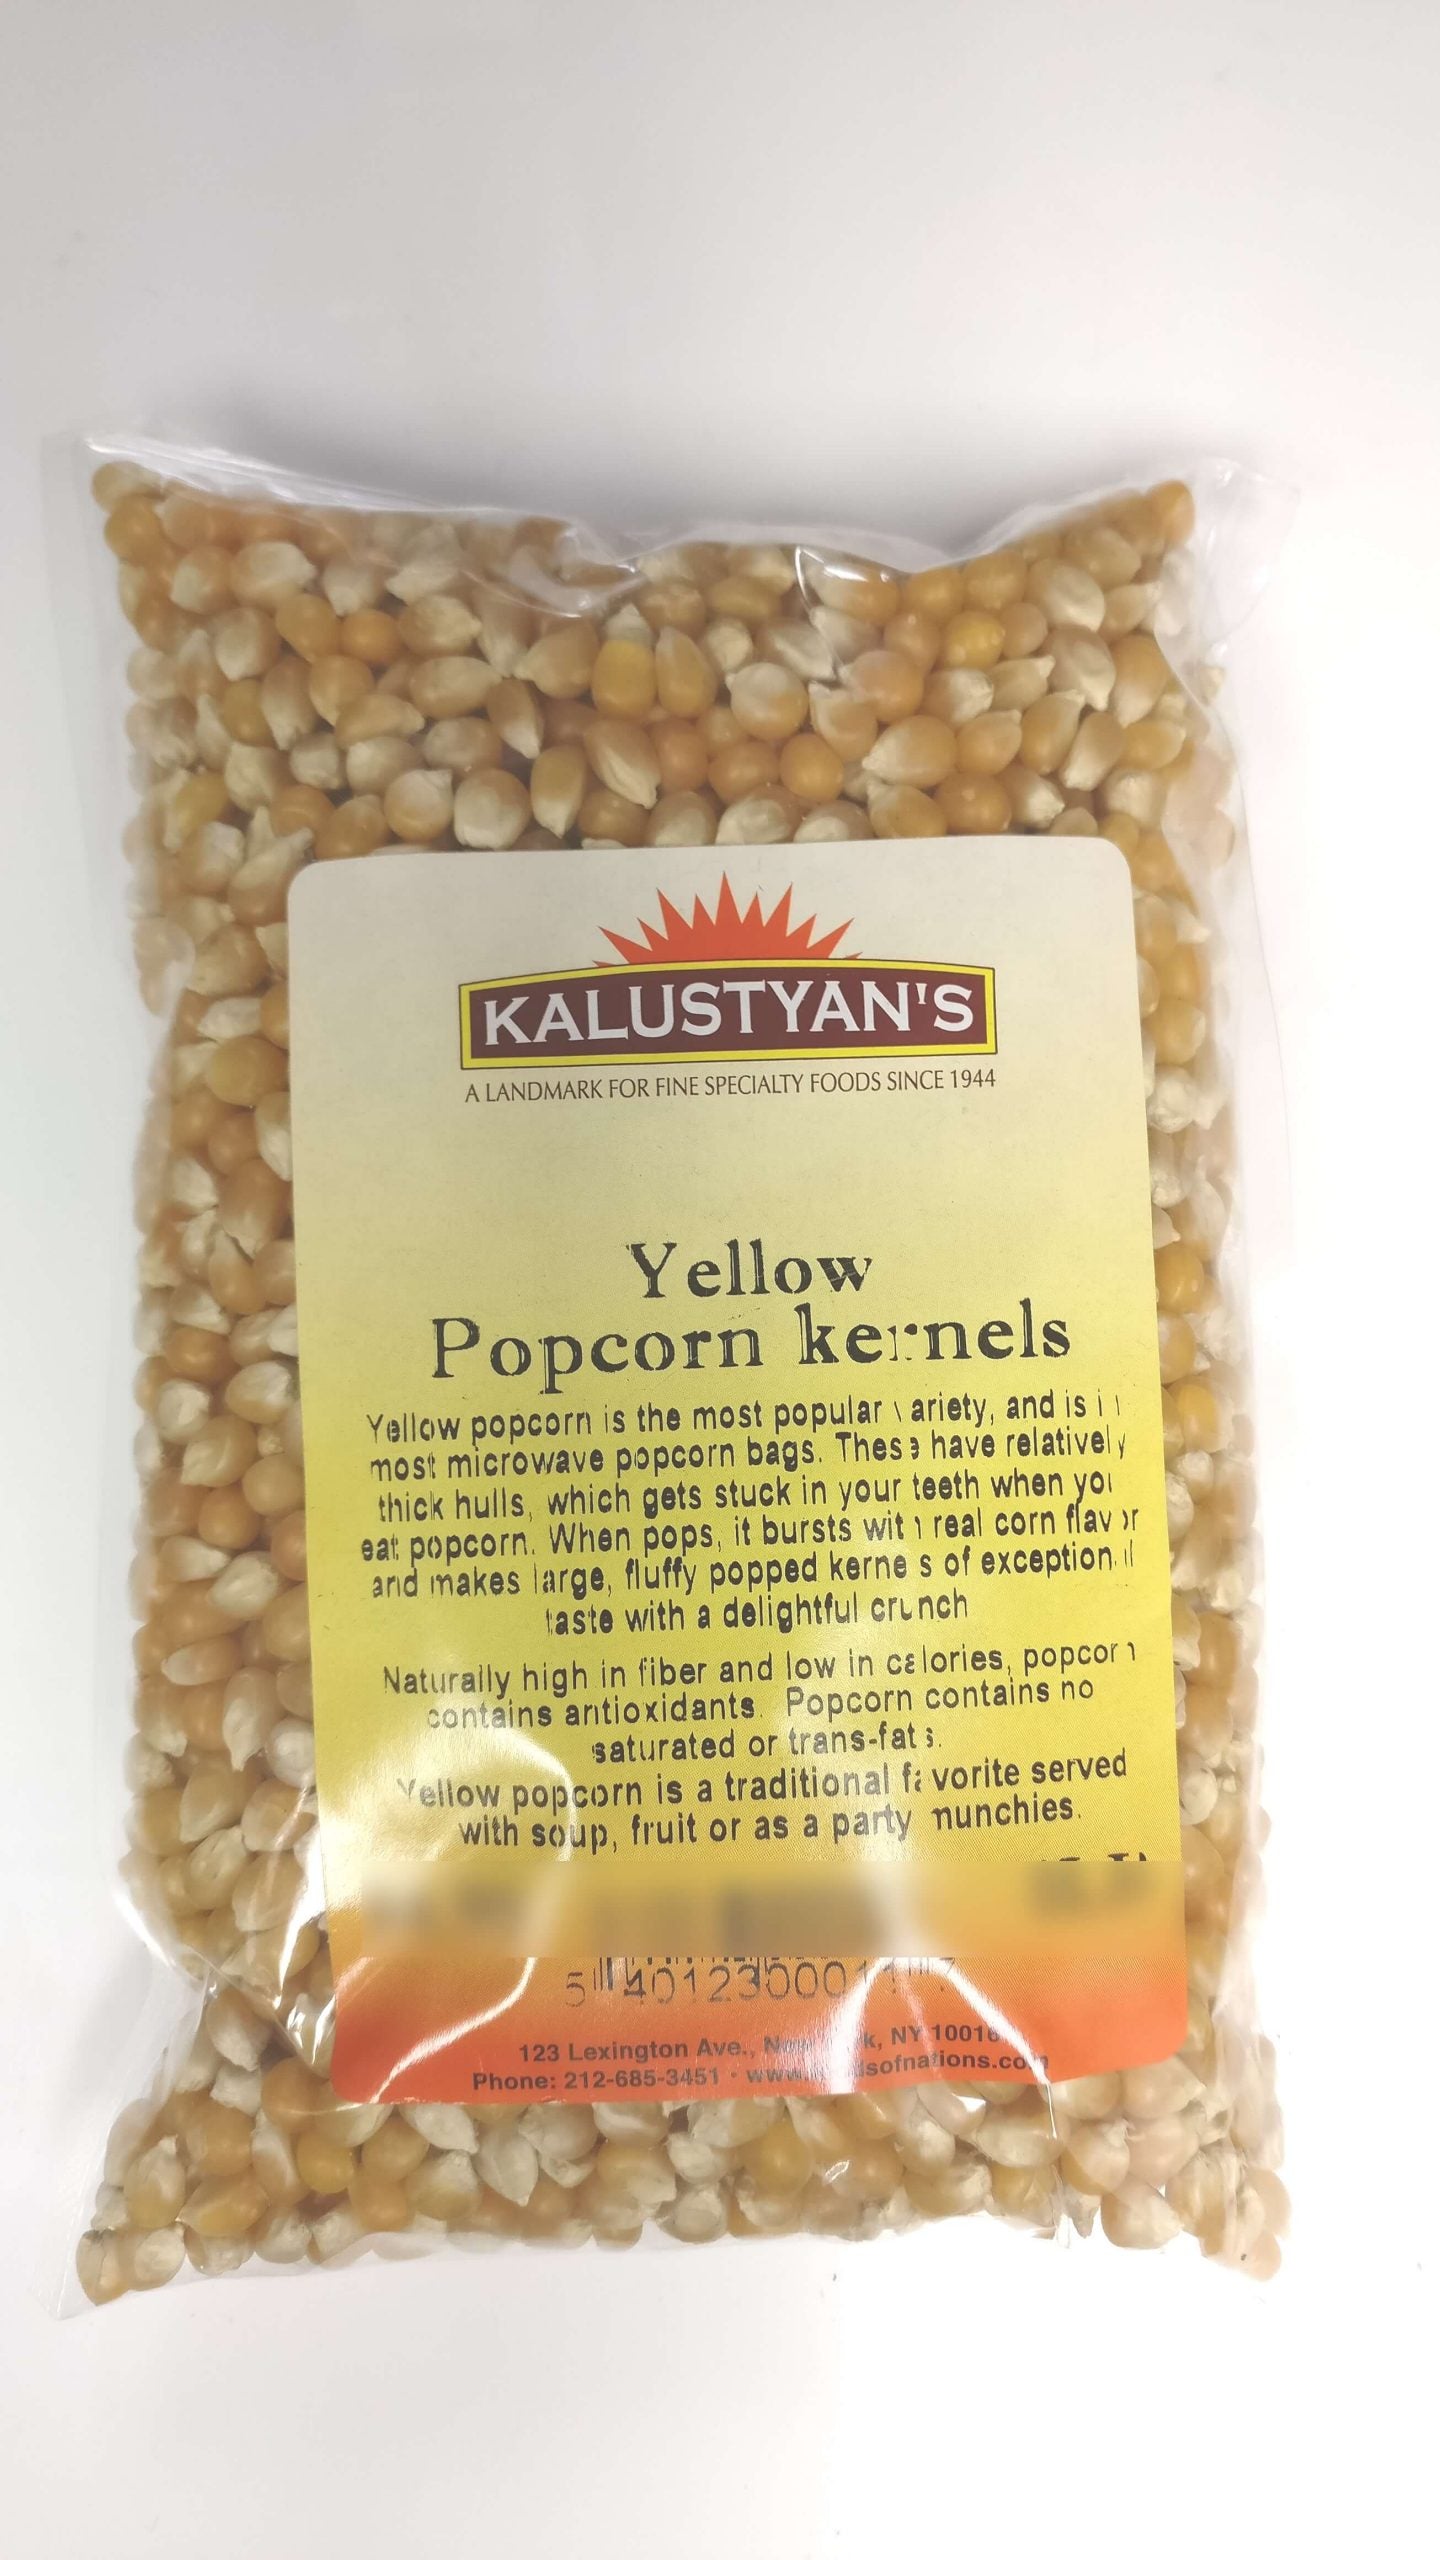 KALUSTYAN'S
A LANDMARK FOR FINE SPECIALTY FOODS SINCE 1944
Yellow
Popcorn kernels
Yellow popcorn is the most popular variety, and is in
most microwave popcorn bags. These have relatively
thick hulls, which gets stuck in your teeth when you
eat popcorn. When pops, it bursts with real corn flavor
and makes large, fluffy popped kernels of exceptional
taste with a delightful crunch
Naturally high in fiber and low in calories, popcorn
contains antioxidants. Popcorn contains no
saturated or trans-fats.
Yellow popcorn is a traditional favorite served
with soup, fruit or as a party munchies.
123 Lexington Ave., NY 10016
Phone: 212-685-3451 •